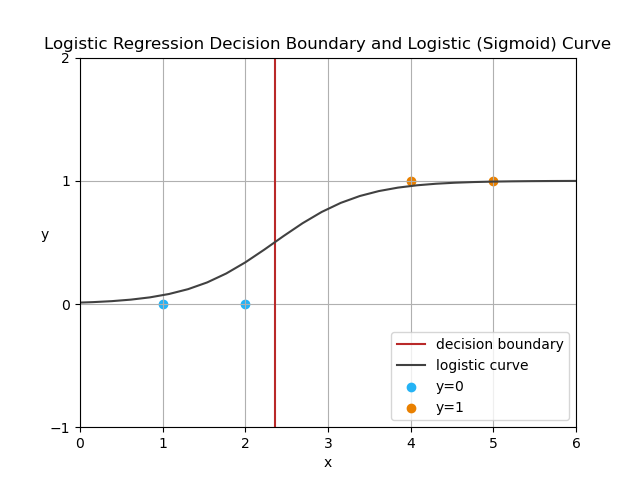 Logistic Regression Decision Boundary and Logistic (Sigmoid) Curve
2
1
y
0
−1
decision boundary
logistic curve
y=0
y=1
0 1 2 3 4 5 6
x